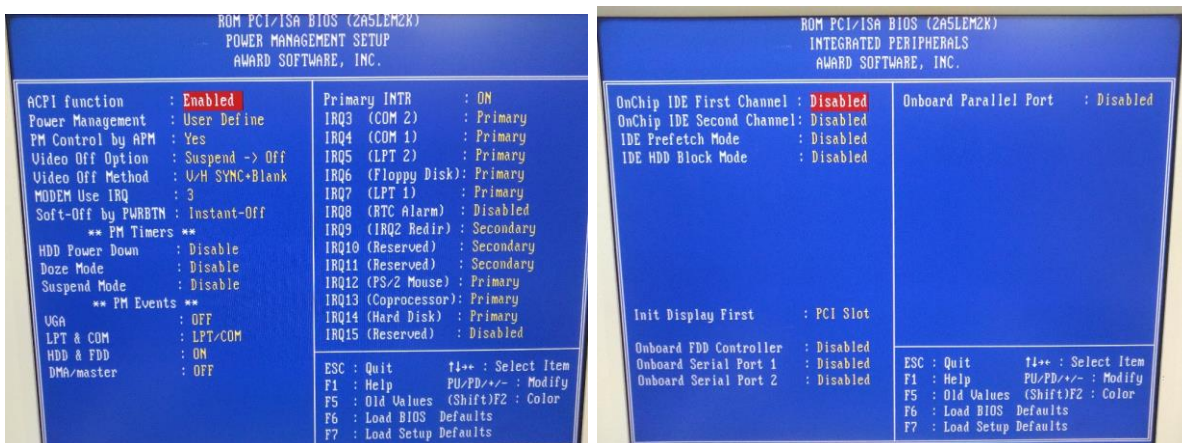 ROM PCI/ISA BIOS (2A5LEM2K)
POWER MANAGEMENT SETUP
AWARD SOFTWARE, INC.
ACPI function : Enabled
Power Management : User Define
PM Control by APM : Yes
Video Off Option : Suspend -> Off
Video Off Method : V/H SYNC+Blank
MODEM Use IRQ : 3
Soft-Off by PWRBTN : Instant-Off
** PM Timers **
HDD Power Down : Disable
Doze Mode : Disable
Suspend Mode : Disable
** PM Events **
VGA : OFF
LPT & COM : LPT/COM
HDD & FDD : ON
DMA/master : OFF
Primary INTR : ON
IRQ3 (COM 2) : Primary
IRQ4 (COM 1) : Primary
IRQ5 (LPT 2) : Primary
IRQ6 (Floppy Disk): Primary
IRQ7 (LPT 1) : Primary
IRQ8 (RTC Alarm) : Disabled
IRQ9 (IRQ2 Redir) : Secondary
IRQ10 (Reserved) : Secondary
IRQ11 (Reserved) : Secondary
IRQ12 (PS/2 Mouse) : Primary
IRQ13 (Coprocessor): Primary
IRQ14 (Hard Disk) : Primary
IRQ15 (Reserved) : Disabled
ESC : Quit ↑↓→← : Select Item
F1 : Help PU/PD/+/- : Modify
F5 : Old Values (Shift)F2 : Color
F6 : Load BIOS Defaults
F7 : Load Setup Defaults
ROM PCI/ISA BIOS (2A5LEM2K)
INTEGRATED PERIPHERALS
AWARD SOFTWARE, INC.
OnChip IDE First Channel : Disabled
OnChip IDE Second Channel: Disabled
IDE Prefetch Mode : Disabled
IDE HDD Block Mode : Disabled
Init Display First : PCI Slot
Onboard FDD Controller : Disabled
Onboard Serial Port 1 : Disabled
Onboard Serial Port 2 : Disabled
Onboard Parallel Port : Disabled
ESC : Quit ↑↓→← : Select Item
F1 : Help PU/PD/+/- : Modify
F5 : Old Values (Shift)F2 : Color
F6 : Load BIOS Defaults
F7 : Load Setup Defaults